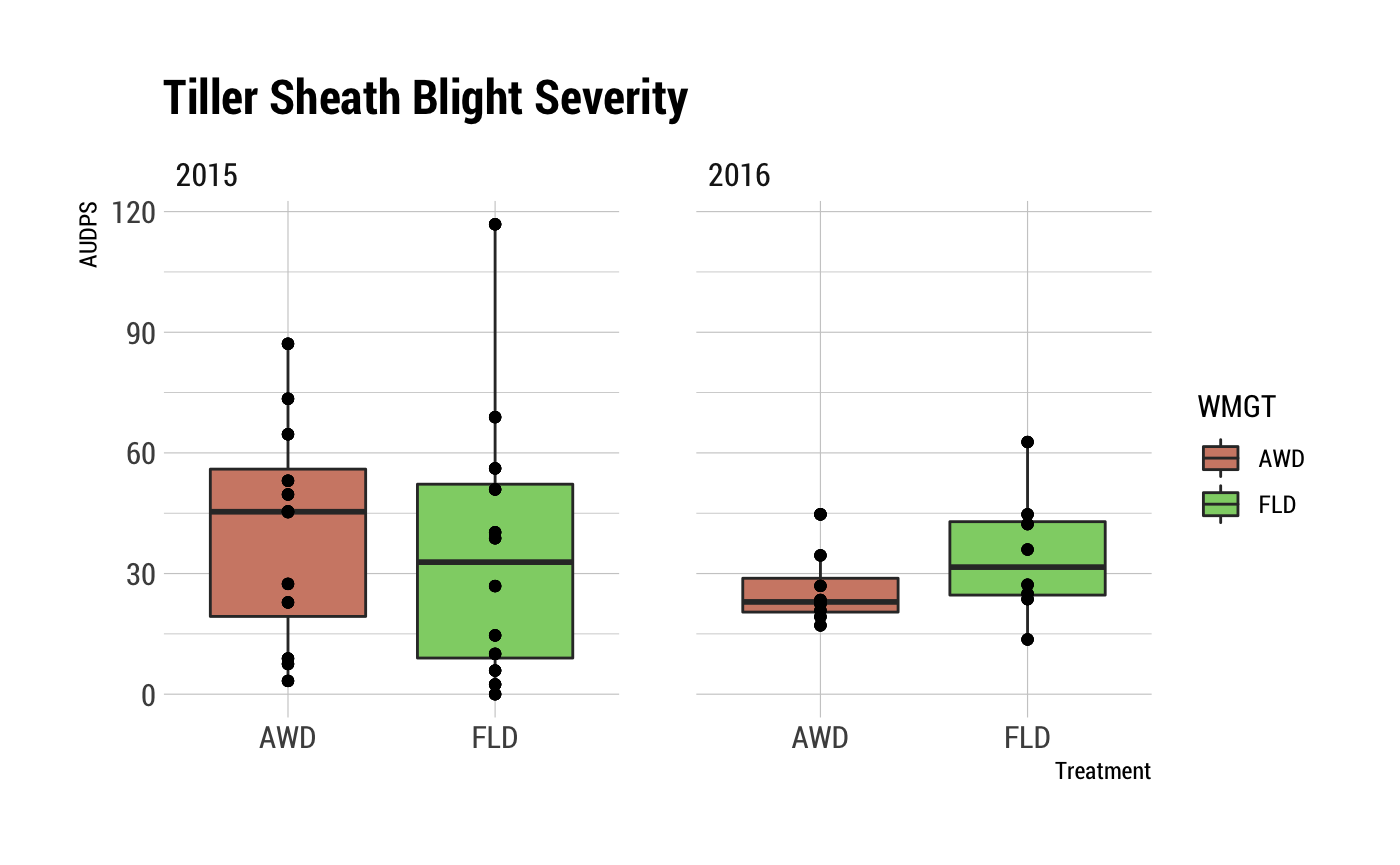 Tiller Sheath Blight Severity
2015
2016
AUDPS
120
90
60
30
0
AWD
FLD
AWD
FLD
Treatment
WMGT
AWD
FLD